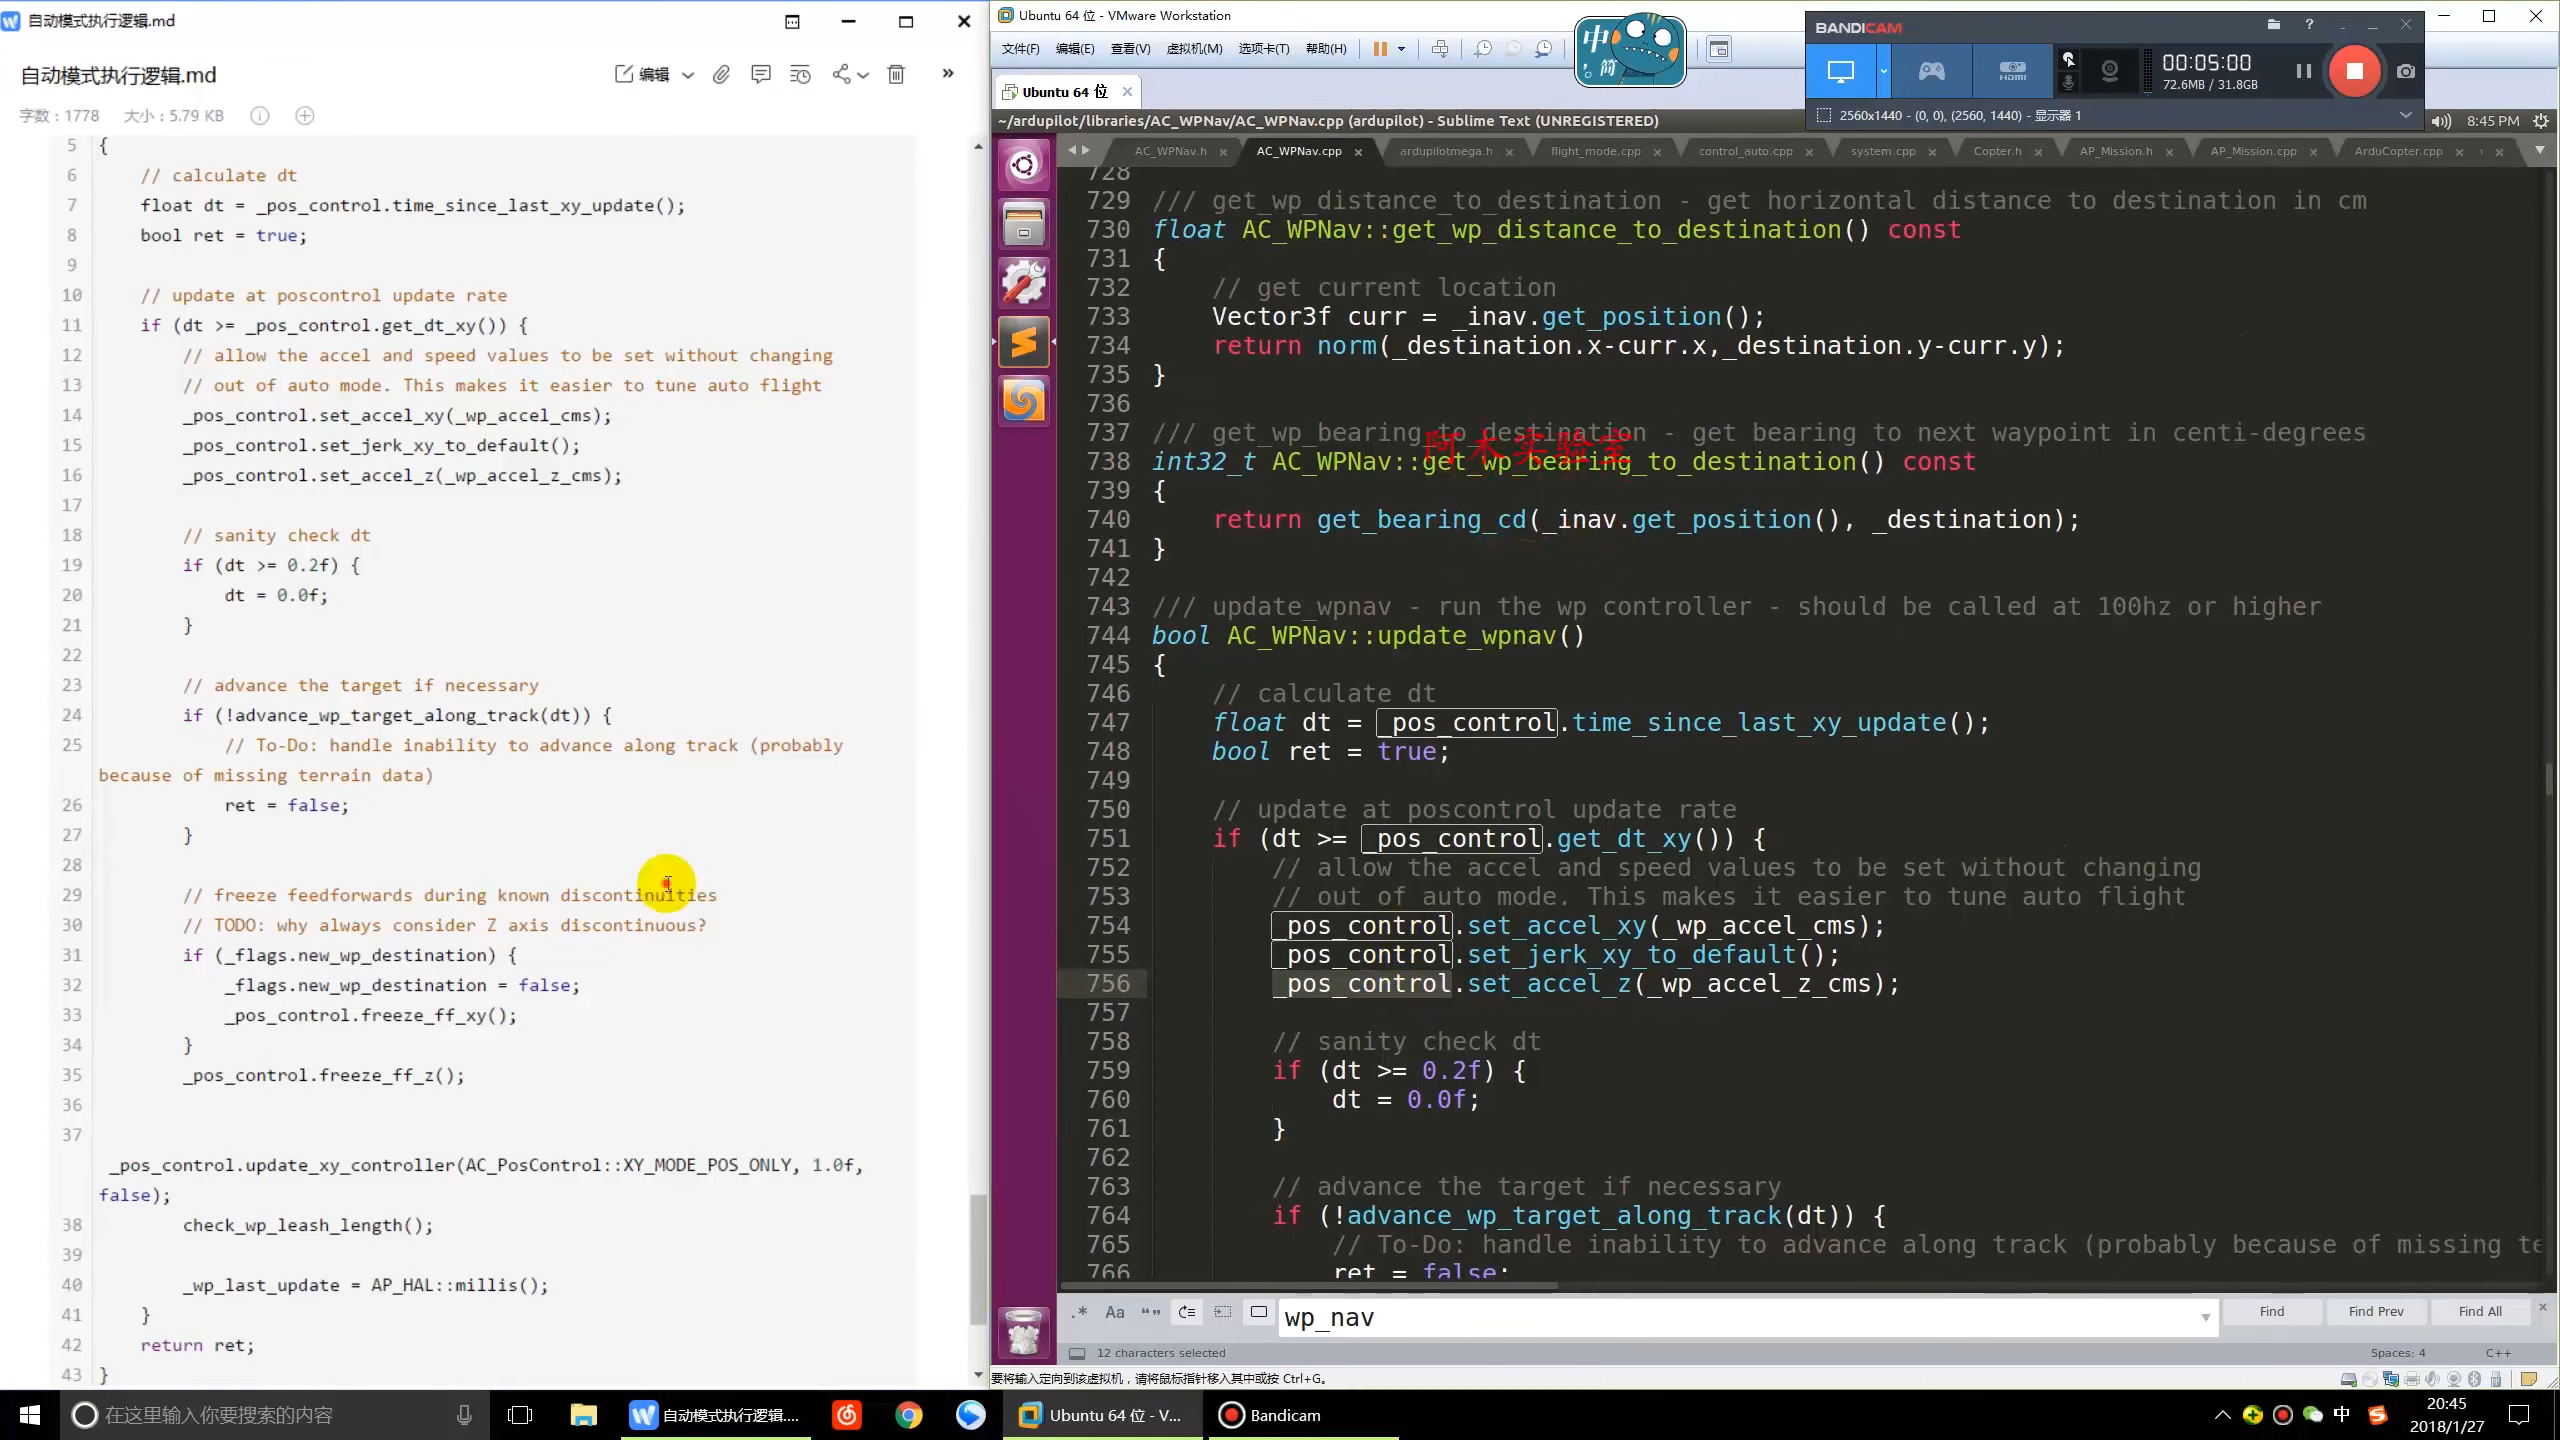 自动模式执行逻辑.md
自动模式执行逻辑.md
编辑
字数：1778 大小：5.79 KB
5 {
6 // calculate dt
7 float dt = _pos_control.time_since_last_xy_update();
8 bool ret = true;
9
10 // update at poscontrol update rate
11 if (dt >= _pos_control.get_dt_xy()) {
12 // allow the accel and speed values to be set without changing
13 // out of auto mode. This makes it easier to tune auto flight
14 _pos_control.set_accel_xy(_wp_accel_cms);
15 _pos_control.set_jerk_xy_to_default();
16 _pos_control.set_accel_z(_wp_accel_z_cms);
17
18 // sanity check dt
19 if (dt >= 0.2f) {
20 dt = 0.0f;
21 }
22
23 // advance the target if necessary
24 if (!advance_wp_target_along_track(dt)) {
25 // To-Do: handle inability to advance along track (probably
because of missing terrain data)
26 ret = false;
27 }
28
29 // freeze feedforwards during known discontinuities
30 // TODO: why always consider Z axis discontinuous?
31 if (_flags.new_wp_destination) {
32 _flags.new_wp_destination = false;
33 _pos_control.freeze_ff_xy();
34 }
35 _pos_control.freeze_ff_z();
36
37
_pos_control.update_xy_controller(AC_PosControl::XY_MODE_POS_ONLY, 1.0f,
false);
38 check_wp_leash_length();
39
40 _wp_last_update = AP_HAL::millis();
41 }
42 return ret;
43 }
Ubuntu 64 位 - VMware Workstation
文件(F) 编辑(E) 查看(V) 虚拟机(M) 选项卡(T) 帮助(H)
中
简
Ubuntu 64 位
BANDICAM
HDMI
00:05:00
72.6MB / 31.8GB
2560x1440 - (0, 0), (2560, 1440) - 显示器 1
~/ardupilot/libraries/AC_WPNav/AC_WPNav.cpp (ardupilot) - Sublime Text (UNREGISTERED)
8:45 PM
AC_WPNav.h AC_WPNav.cpp ardupilotmega.h flight_mode.cpp control_auto.cpp system.cpp Copter.h AP_Mission.h AP_Mission.cpp ArduCopter.cpp
728
729 /// get_wp_distance_to_destination - get horizontal distance to destination in cm
730 float AC_WPNav::get_wp_distance_to_destination() const
731 {
732 // get current location
733 Vector3f curr = _inav.get_position();
734 return norm(_destination.x-curr.x,_destination.y-curr.y);
735 }
736
737 /// get_wp_bearing_to_destination - get bearing to next waypoint in centi-degrees
阿木实验室
738 int32_t AC_WPNav::get_wp_bearing_to_destination() const
739 {
740 return get_bearing_cd(_inav.get_position(), _destination);
741 }
742
743 /// update_wpnav - run the wp controller - should be called at 100hz or higher
744 bool AC_WPNav::update_wpnav()
745 {
746 // calculate dt
747 float dt = _pos_control.time_since_last_xy_update();
748 bool ret = true;
749
750 // update at poscontrol update rate
751 if (dt >= _pos_control.get_dt_xy()) {
752 // allow the accel and speed values to be set without changing
753 // out of auto mode. This makes it easier to tune auto flight
754 _pos_control.set_accel_xy(_wp_accel_cms);
755 _pos_control.set_jerk_xy_to_default();
756 _pos_control.set_accel_z(_wp_accel_z_cms);
757
758 // sanity check dt
759 if (dt >= 0.2f) {
760 dt = 0.0f;
761 }
762
763 // advance the target if necessary
764 if (!advance_wp_target_along_track(dt)) {
765 // To-Do: handle inability to advance along track (probably because of missing te
766 ret = false;
.* Aa “” wp_nav Find Find Prev Find All
12 characters selected Spaces: 4 C++
要将输入定向到该虚拟机，请将鼠标指针移入其中或按 Ctrl+G。
在这里输入你要搜索的内容 自动模式执行逻辑.... Ubuntu 64 位 - V... Bandicam 中 20:45
2018/1/27